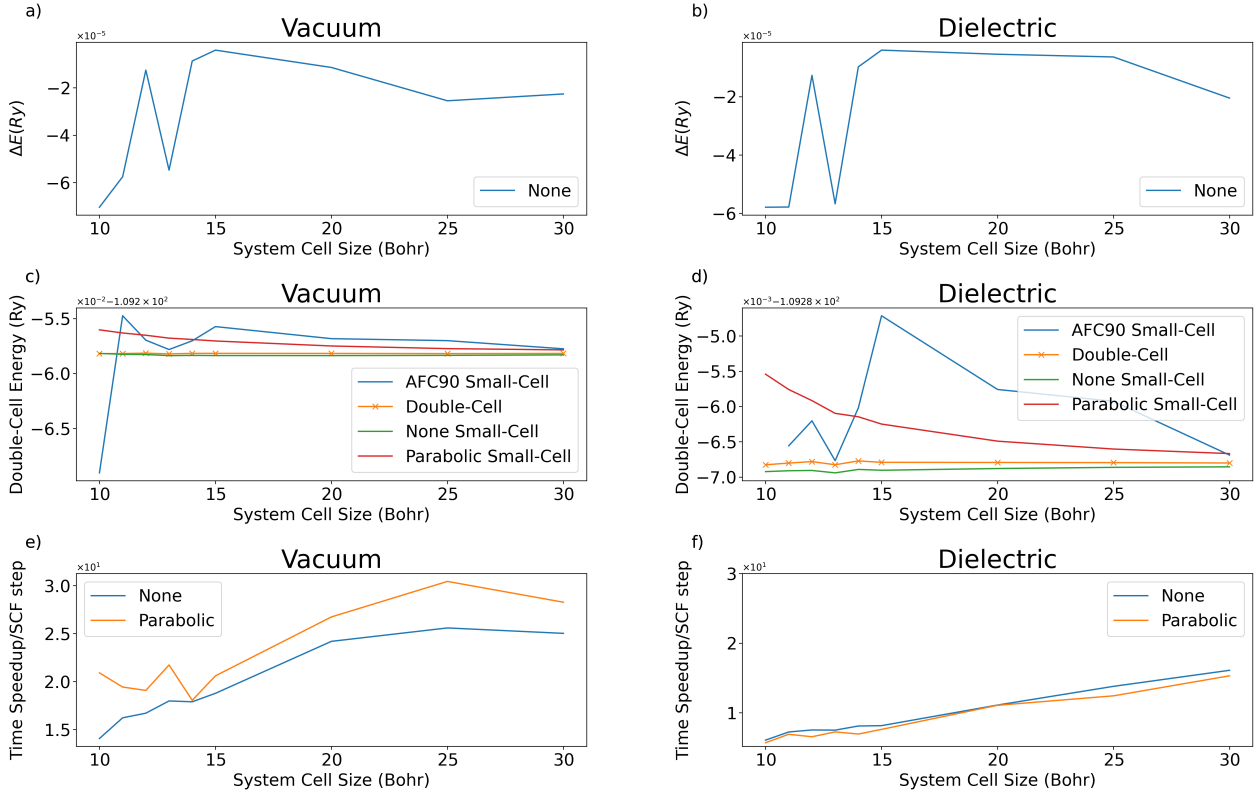 a)
Vacuum
×10⁻⁵
−2
−4
−6
ΔE(Ry)
None
10
15
20
25
30
System Cell Size (Bohr)
b)
Dielectric
×10⁻⁵
−2
−4
−6
ΔE(Ry)
None
10
15
20
25
30
System Cell Size (Bohr)
c)
Vacuum
×10⁻²−1.092 × 10²
−5.5
−6.0
−6.5
Double-Cell Energy (Ry)
AFC90 Small-Cell
Double-Cell
None Small-Cell
Parabolic Small-Cell
10
15
20
25
30
System Cell Size (Bohr)
d)
Dielectric
×10⁻³−1.0928 × 10²
−5.0
−5.5
−6.0
−6.5
−7.0
Double-Cell Energy (Ry)
AFC90 Small-Cell
Double-Cell
None Small-Cell
Parabolic Small-Cell
10
15
20
25
30
System Cell Size (Bohr)
e)
Vacuum
×10¹
3.0
2.5
2.0
1.5
Time Speedup/SCF step
None
Parabolic
10
15
20
25
30
System Cell Size (Bohr)
f)
Dielectric
×10¹
3
2
1
Time Speedup/SCF step
None
Parabolic
10
15
20
25
30
System Cell Size (Bohr)